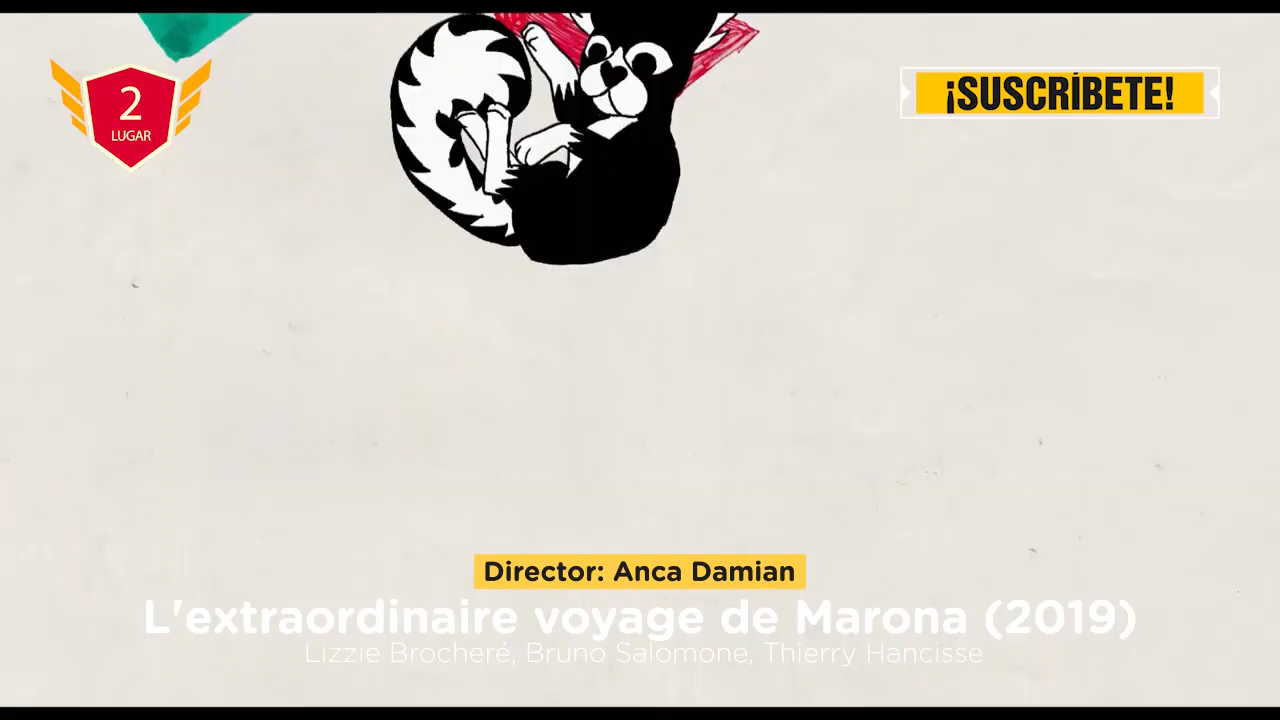 2
LUGAR
¡SUSCRÍBETE!
Director: Anca Damian
L'extraordinaire voyage de Marona (2019)
Lizzie Brocheré, Bruno Salomone, Thierry Hancisse